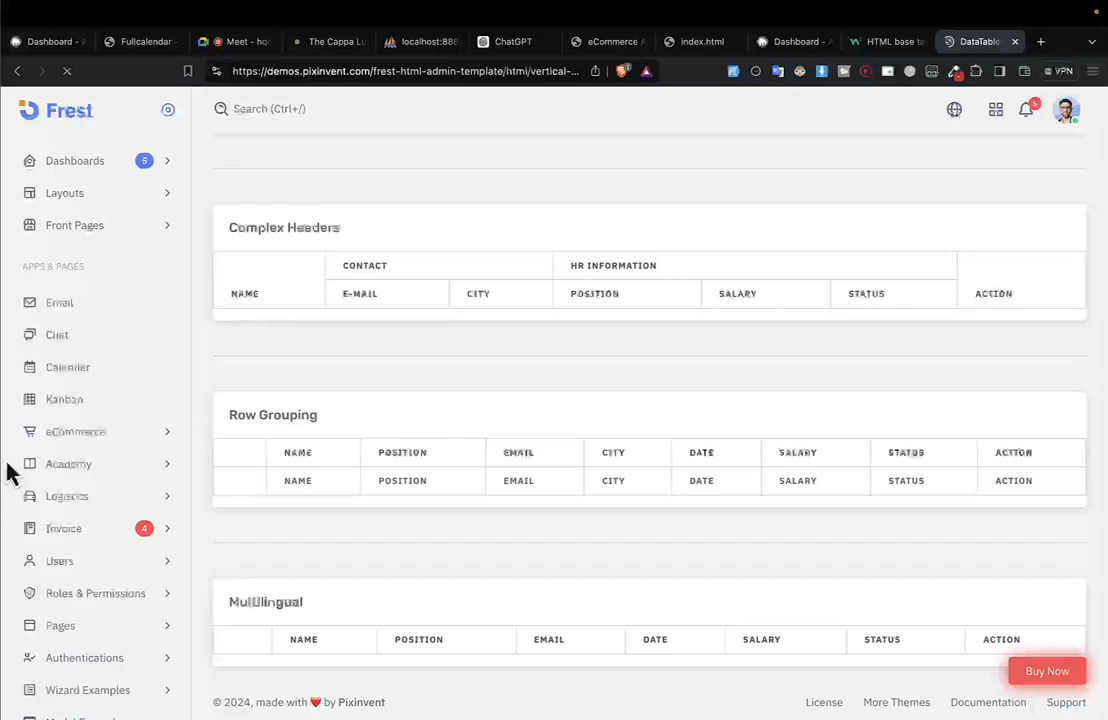 Dashboard - A
Fullcalendar
Meet - hqc
The Cappa Lu
localhost:888
ChatGPT
eCommerce A
index.html
Dashboard - A
HTML base ta
DataTable
https://demos.pixinvent.com/frest-html-admin-template/html/vertical-...
VPN
Frest
Search (Ctrl+/)
5
Dashboards
5
Layouts
Front Pages
APPS & PAGES
Email
Chat
Calendar
Kanban
eCommerce
Academy
Logistics
Invoice
4
Users
Roles & Permissions
Pages
Authentications
Wizard Examples
Complex Headers
CONTACT HR INFORMATION
NAME E-MAIL CITY POSITION SALARY STATUS ACTION
Row Grouping
NAME POSITION EMAIL CITY DATE SALARY STATUS ACTION
NAME POSITION EMAIL CITY DATE SALARY STATUS ACTION
Multilingual
NAME POSITION EMAIL DATE SALARY STATUS ACTION
Buy Now
© 2024, made with ❤️ by Pixinvent
License More Themes Documentation Support